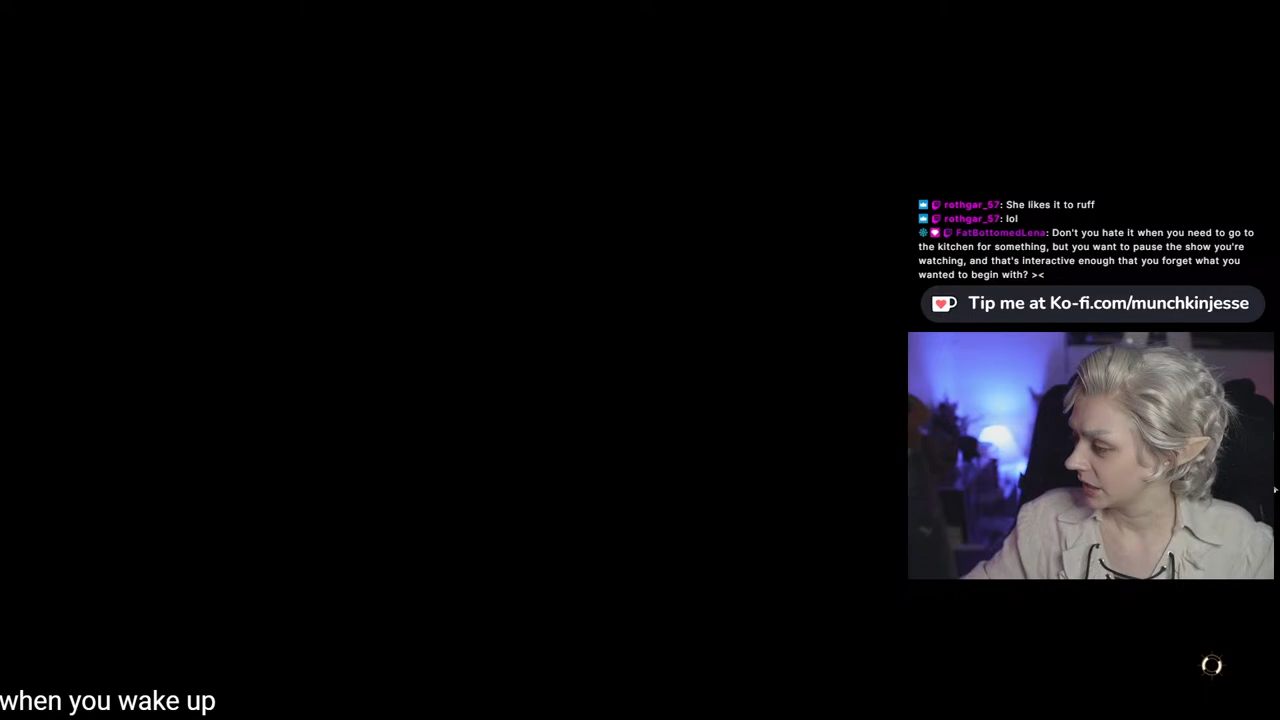 rothgar_57: She likes it to ruff
rothgar_57: lol
FatBottomedLena: Don't you hate it when you need to go
to the kitchen for something, but you want to pause the show you're
watching, and that's interactive enough that you forget what you
wanted to begin with? ><
Tip me at Ko-fi.com/munchkinjesse
when you wake up